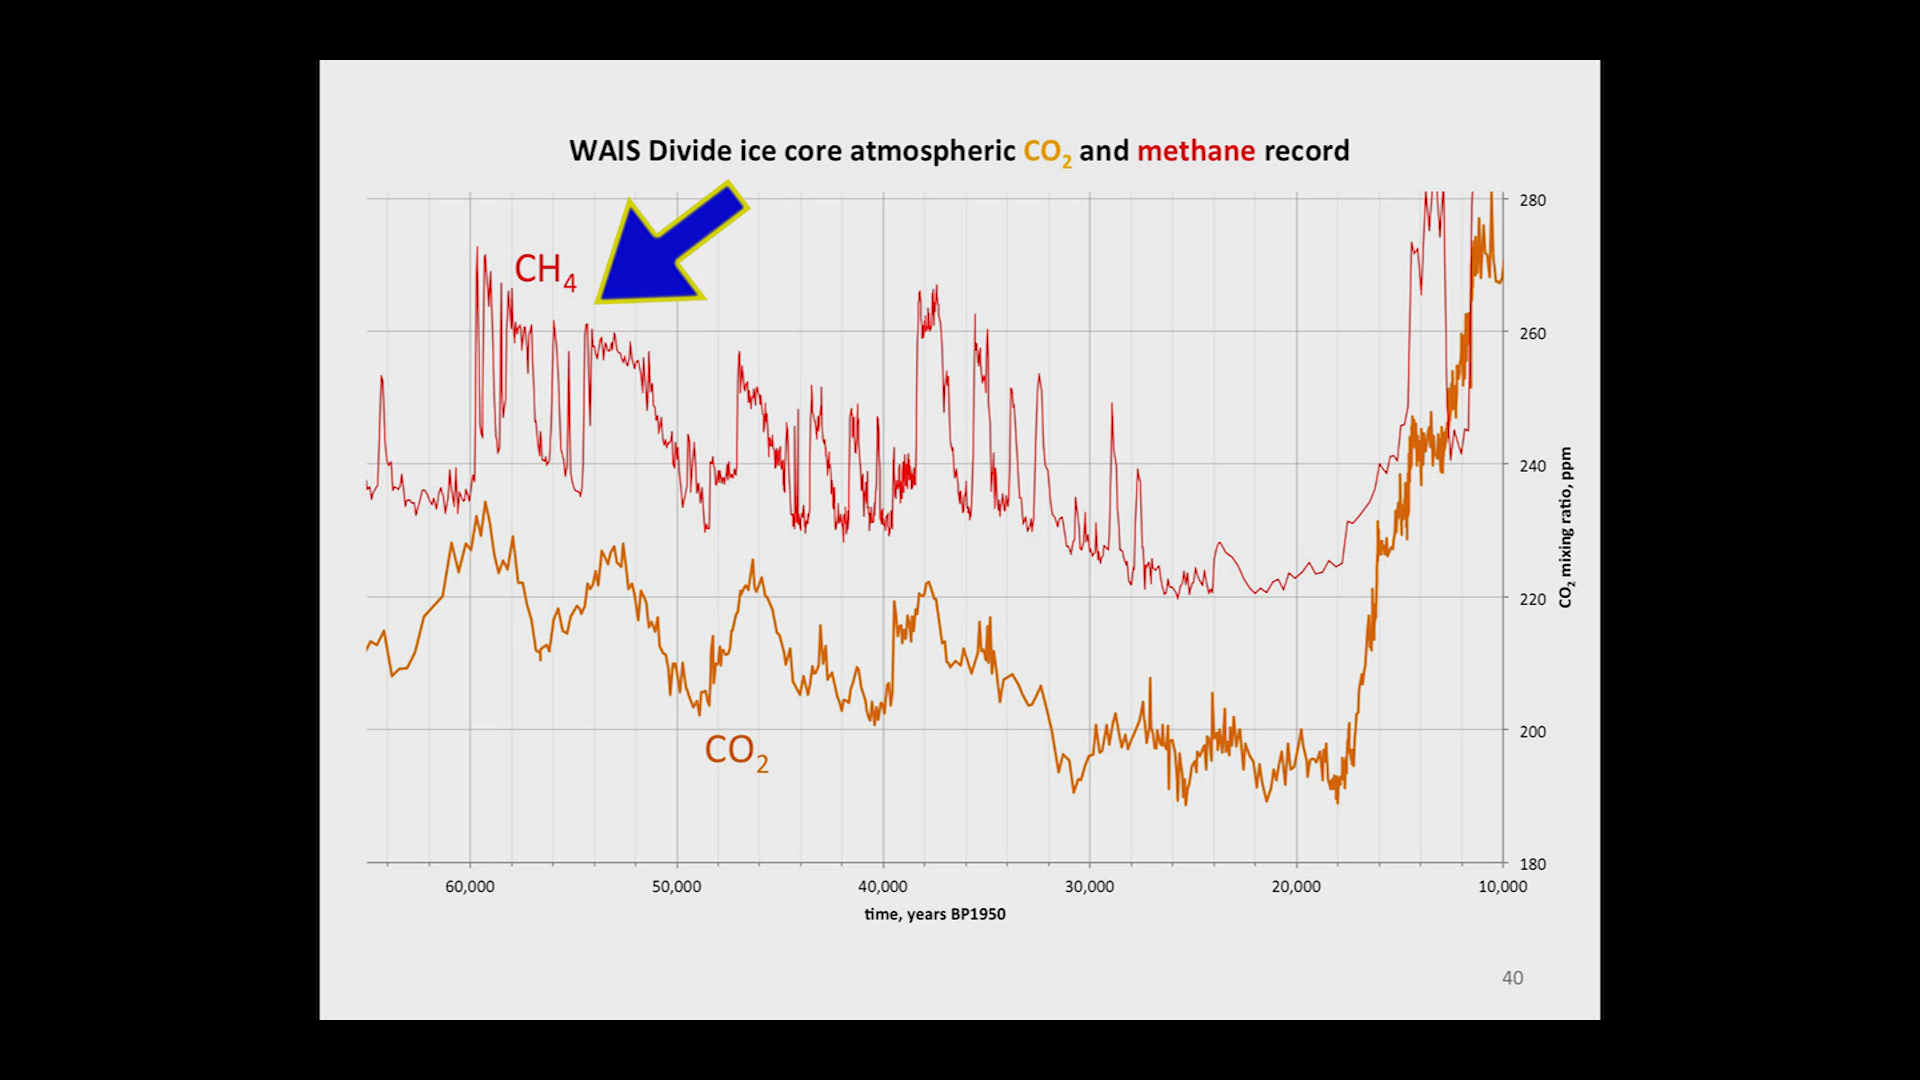 WAIS Divide ice core atmospheric CO₂ and methane record
CH₄
CO₂
280
260
240
220
200
180
CO₂ mixing ratio, ppm
60,000 50,000 40,000 30,000 20,000 10,000
time, years BP1950
40